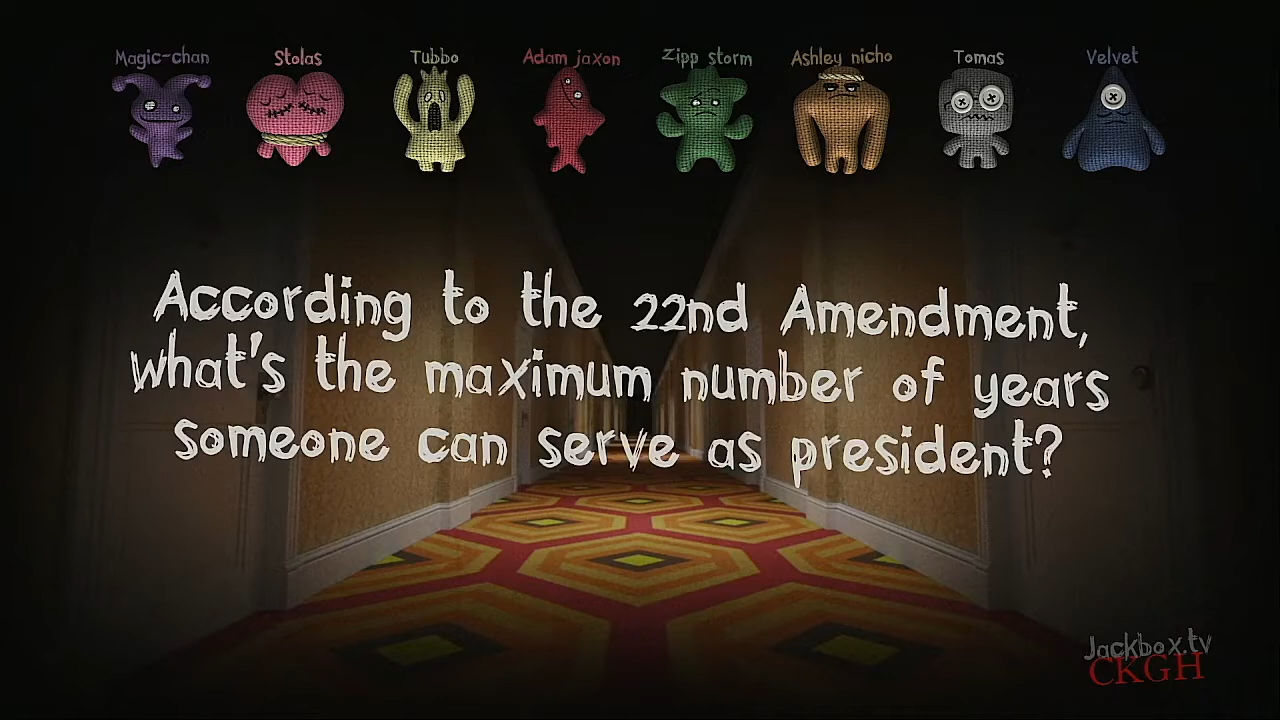 Magic-chan Stolas Tubbo Adam jaxon Zipp storm Ashley nicho Tomas Velvet
According to the 22nd Amendment,
what's the maximum number of years
someone can serve as president?
Jackbox.tv
CKGH